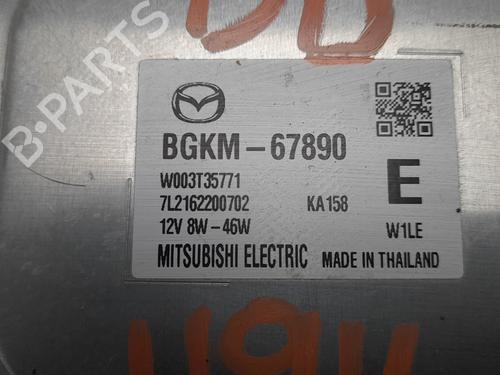 B-PARTS
BGKM-67890
W003T35771
E
7L2162200702 KA158
12V 8W-46W W1LE
MITSUBISHI ELECTRIC MADE IN THAILAND